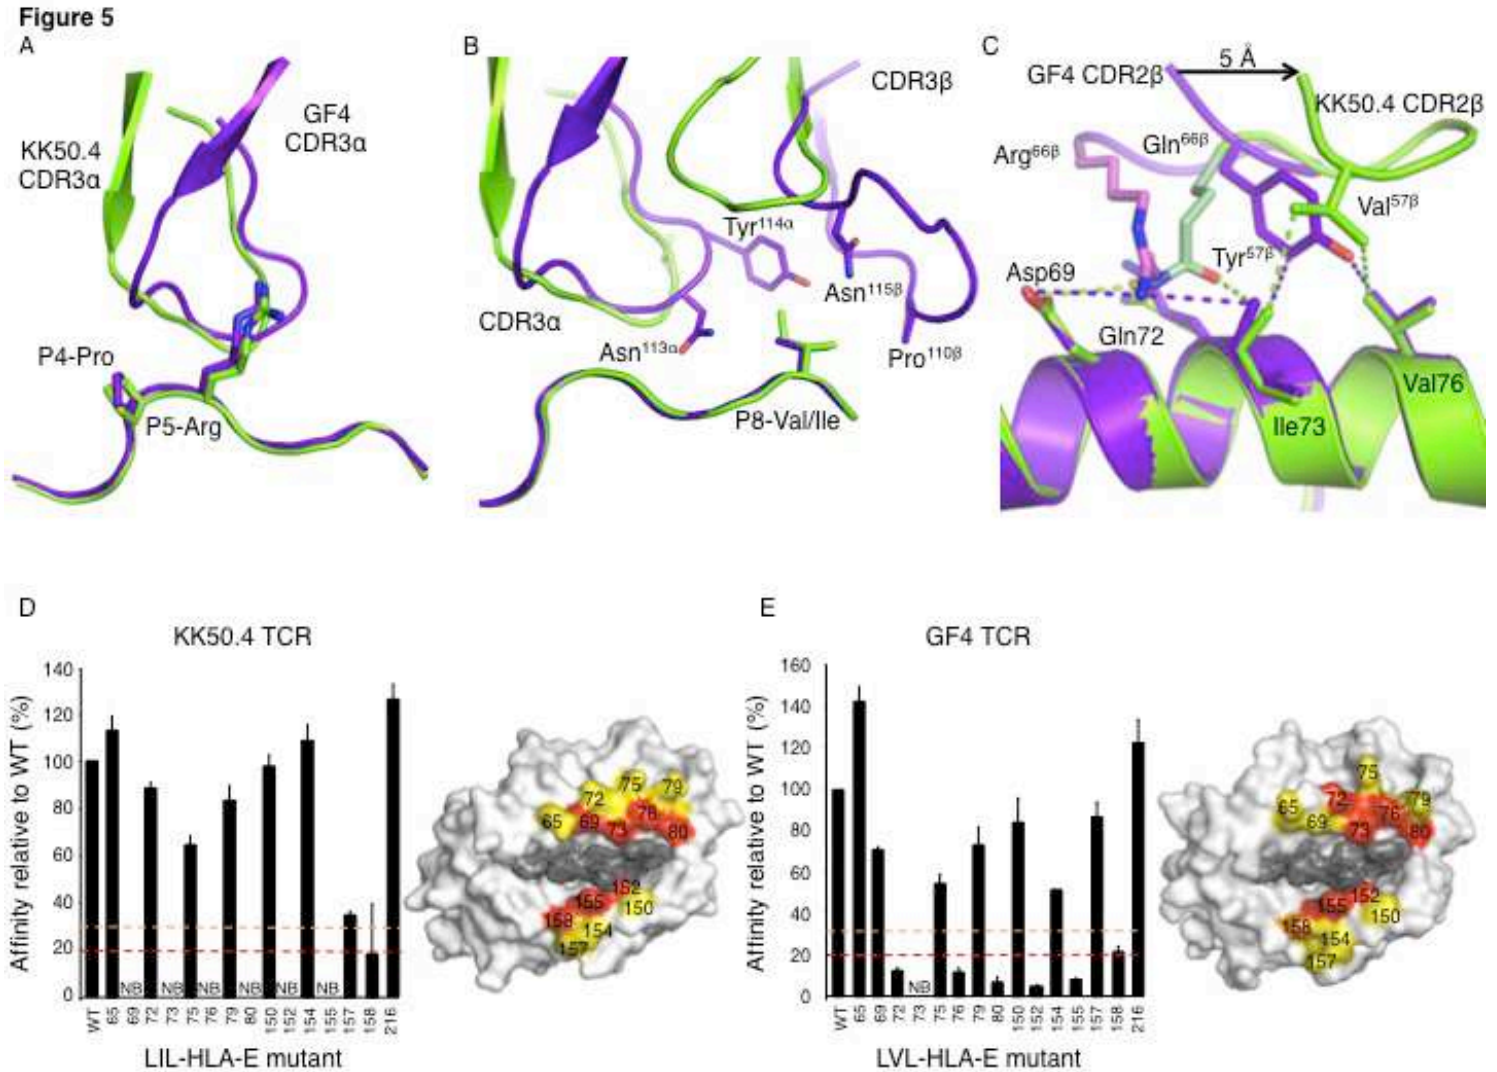 Figure 5
A
KK50.4
CDR3α
GF4
CDR3α
P4-Pro
P5-Arg
B
CDR3β
Tyr114α
Asn115β
CDR3α
Asn113α
Pro110β
P8-Val/Ile
C
5 Å
GF4 CDR2β
KK50.4 CDR2β
Arg66β
Gln66β
Val57β
Tyr57β
Asp69
Gln72
Val76
Ile73
D
KK50.4 TCR
Affinity relative to WT (%)
140
120
100
80
60
40
20
0
NB NB NB NB NB NB
WT 65 69 72 73 75 76 79 80 150 152 154 155 157 158 216
LIL-HLA-E mutant
75 79
72
65 69 73 76 80
152
155 150
158 154
157
E
GF4 TCR
Affinity relative to WT (%)
160
140
120
100
80
60
40
20
0
NB
WT 65 69 72 73 75 76 79 80 150 152 154 155 157 158 216
LVL-HLA-E mutant
75
72 79
65 76
69 73 80
152
155 150
158 154
157